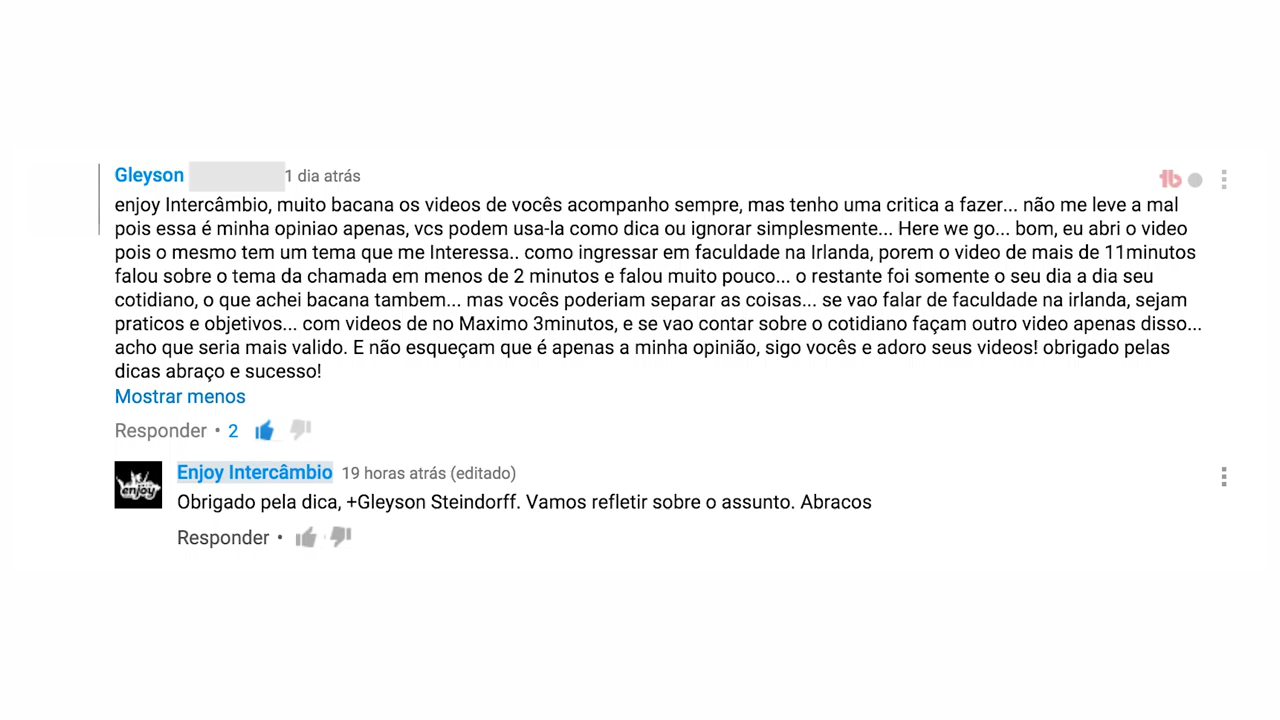 Gleyson 1 dia atrás
enjoy Intercâmbio, muito bacana os videos de vocês acompanho sempre, mas tenho uma critica a fazer... não me leve a mal
pois essa é minha opiniao apenas, vcs podem usa-la como dica ou ignorar simplesmente... Here we go... bom, eu abri o video
pois o mesmo tem um tema que me Interessa.. como ingressar em faculdade na Irlanda, porem o video de mais de 11minutos
falou sobre o tema da chamada em menos de 2 minutos e falou muito pouco... o restante foi somente o seu dia a dia seu
cotidiano, o que achei bacana tambem... mas vocês poderiam separar as coisas... se vao falar de faculdade na irlanda, sejam
praticos e objetivos... com videos de no Maximo 3minutos, e se vao contar sobre o cotidiano façam outro video apenas disso...
acho que seria mais valido. E não esqueçam que é apenas a minha opinião, sigo vocês e adoro seus videos! obrigado pelas
dicas abraço e sucesso!
Mostrar menos
Responder • 2
enjoy
Enjoy Intercâmbio 19 horas atrás (editado)
Obrigado pela dica, +Gleyson Steindorff. Vamos refletir sobre o assunto. Abracos
Responder •